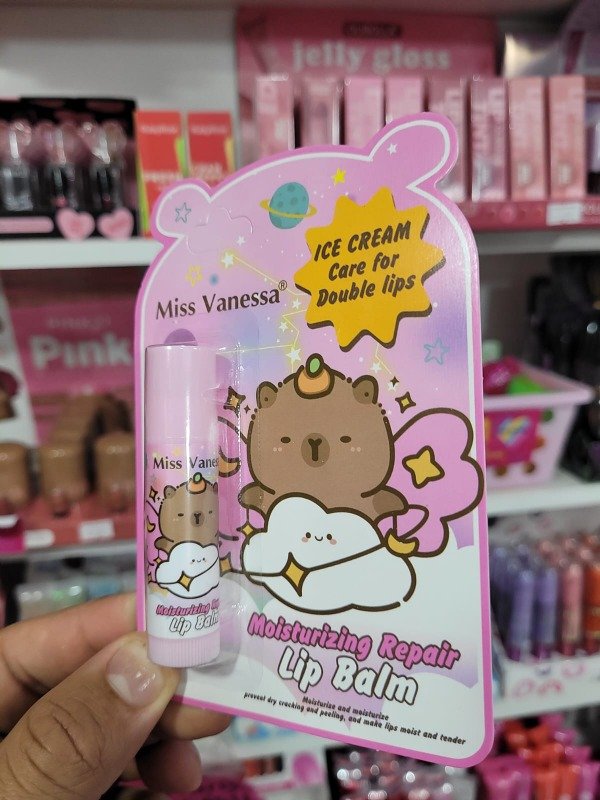 jelly gloss
Pink
ICE CREAM
Care for
Double lips
Miss Vanessa®
Miss Vanes
Moisturizing Re
Lip Balm
Moisturizing Repair
Lip Balm
Moisturize and moisturize
prevent dry cracking and peeling, and make lips moist and tender